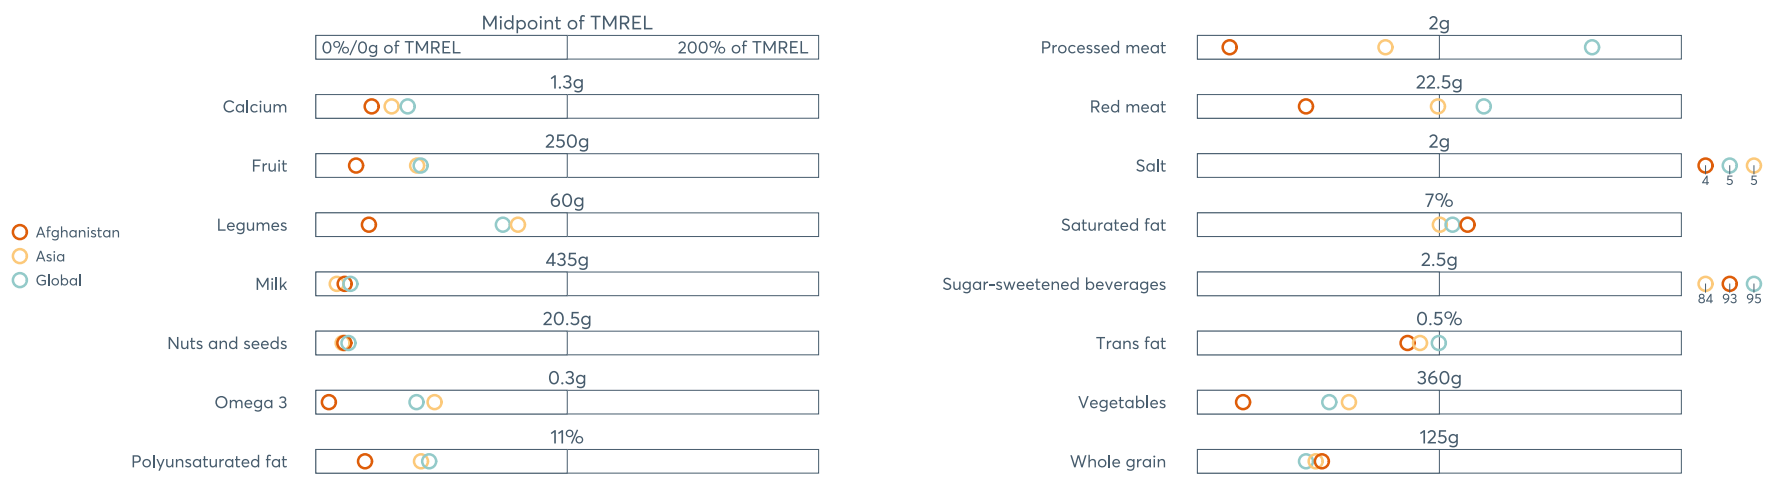 Midpoint of TMREL
0%/0g of TMREL
200% of TMREL
1.3g
Calcium
250g
Fruit
60g
Legumes
435g
Milk
20.5g
Nuts and seeds
0.3g
Omega 3
11%
Polyunsaturated fat
Afghanistan
Asia
Global
2g
Processed meat
22.5g
Red meat
2g
Salt
4 5 5
7%
Saturated fat
2.5g
Sugar-sweetened beverages
84 93 95
0.5%
Trans fat
360g
Vegetables
125g
Whole grain